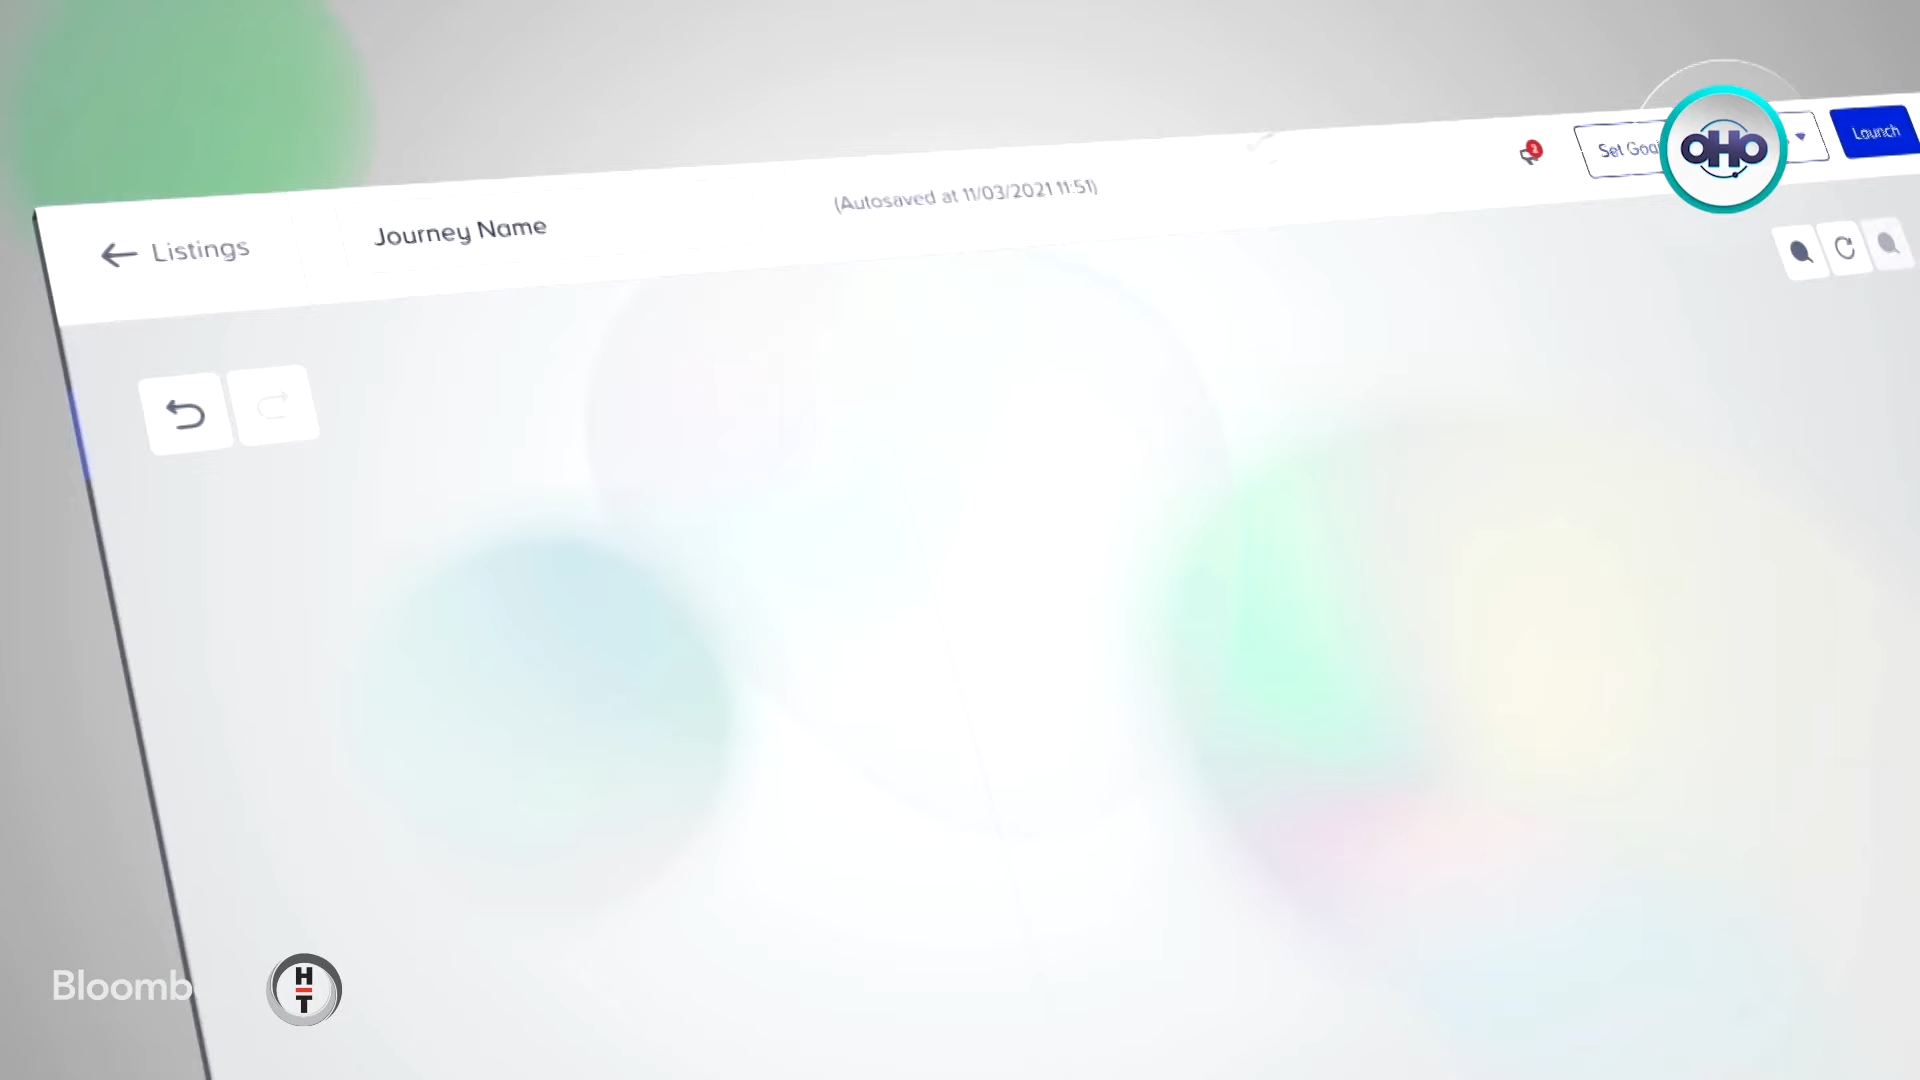 Set Goal
OHO
Launch
(Autosaved at 11/03/2021 11:51)
Journey Name
Listings
Bloomb
H
T